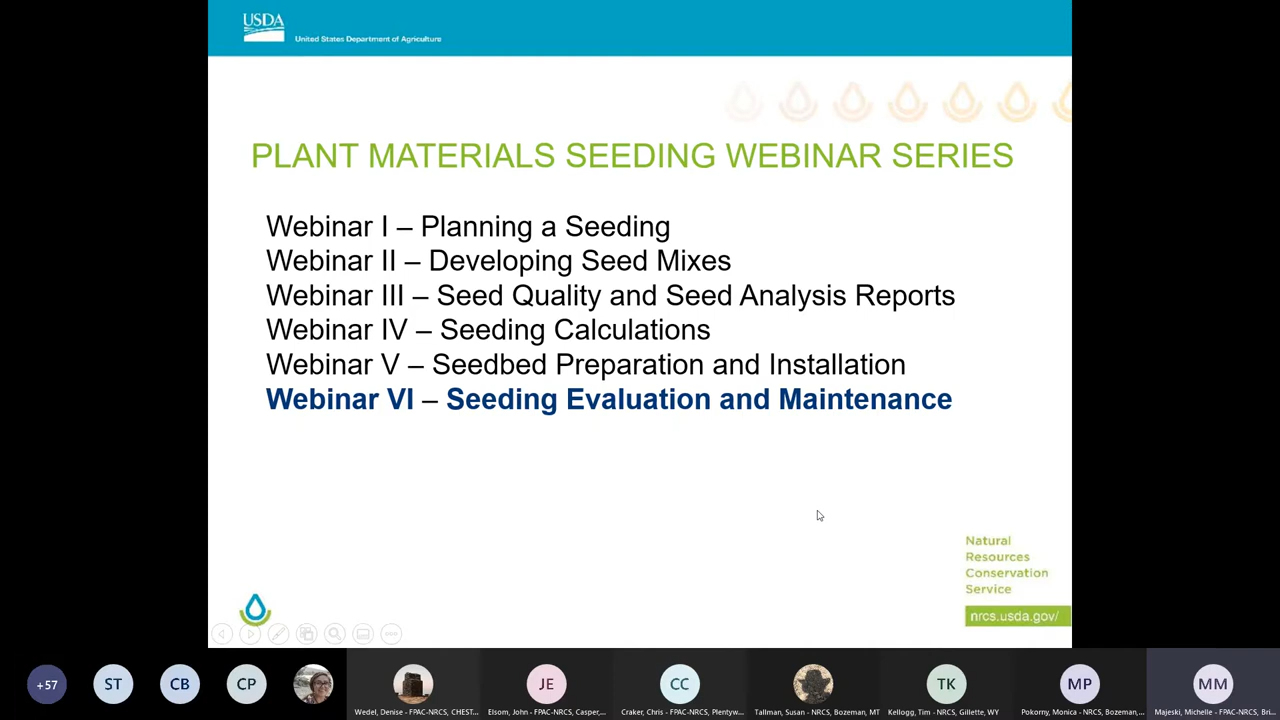 USDA
United States Department of Agriculture
PLANT MATERIALS SEEDING WEBINAR SERIES
Webinar I – Planning a Seeding
Webinar II – Developing Seed Mixes
Webinar III – Seed Quality and Seed Analysis Reports
Webinar IV – Seeding Calculations
Webinar V – Seedbed Preparation and Installation
Webinar VI – Seeding Evaluation and Maintenance
Natural
Resources
Conservation
Service
nrcs.usda.gov/
+57 ST CB CP JE CC TK MP MM
Wedel, Denise - FPAC-NRCS, CHEST... Elsom, John - FPAC-NRCS, Casper,... Craker, Chris - FPAC-NRCS, Plentyw... Tallman, Susan - NRCS, Bozeman, MT Kellogg, Tim - NRCS, Gillette, WY Pokorny, Monica - NRCS, Bozeman,... Majeski, Michelle - FPAC-NRCS, Bri...